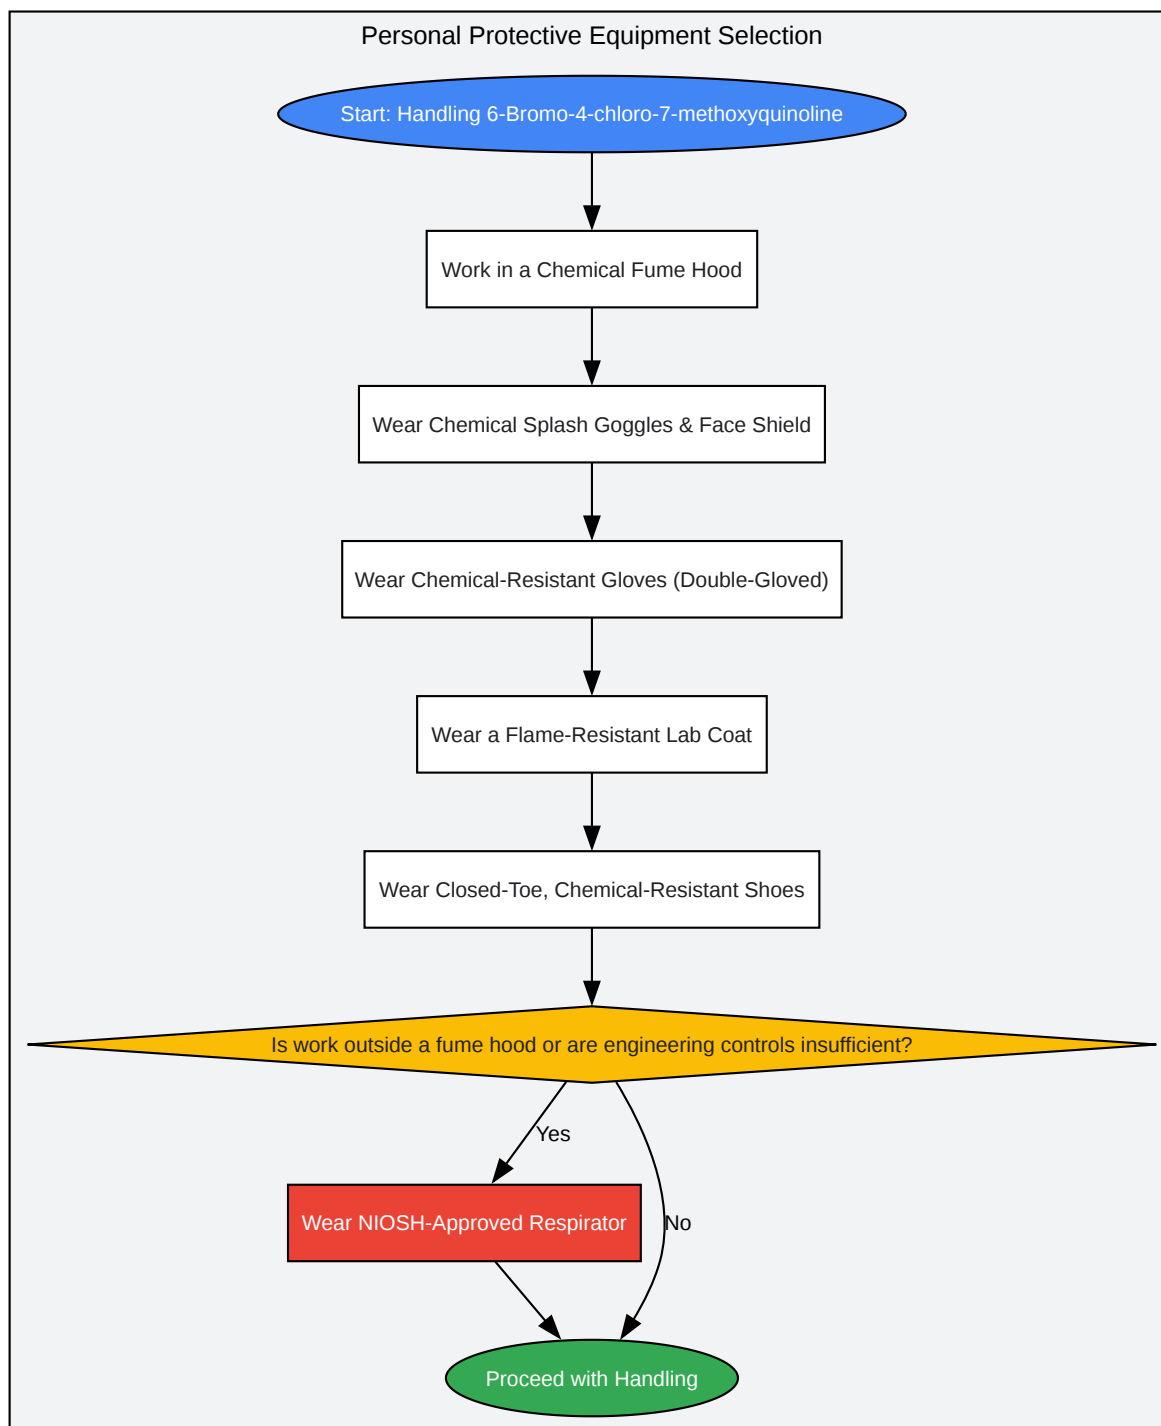 Personal Protective Equipment Selection
Start: Handling 6-Bromo-4-chloro-7-methoxyquinoline
Work in a Chemical Fume Hood
Wear Chemical Splash Goggles & Face Shield
Wear Chemical-Resistant Gloves (Double-Gloved)
Wear a Flame-Resistant Lab Coat
Wear Closed-Toe, Chemical-Resistant Shoes
Is work outside a fume hood or are engineering controls insufficient?
Yes
Wear NIOSH-Approved Respirator
No
Proceed with Handling